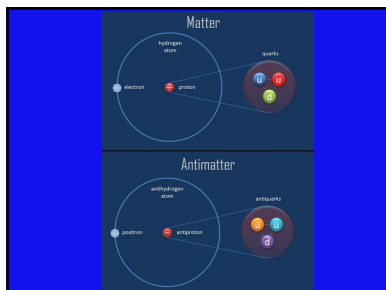 Matter
hydrogen
atom
quarks
electron
proton
u
u
d
Antimatter
antihydrogen
atom
antiquarks
positron
antiproton
ū
ū
d